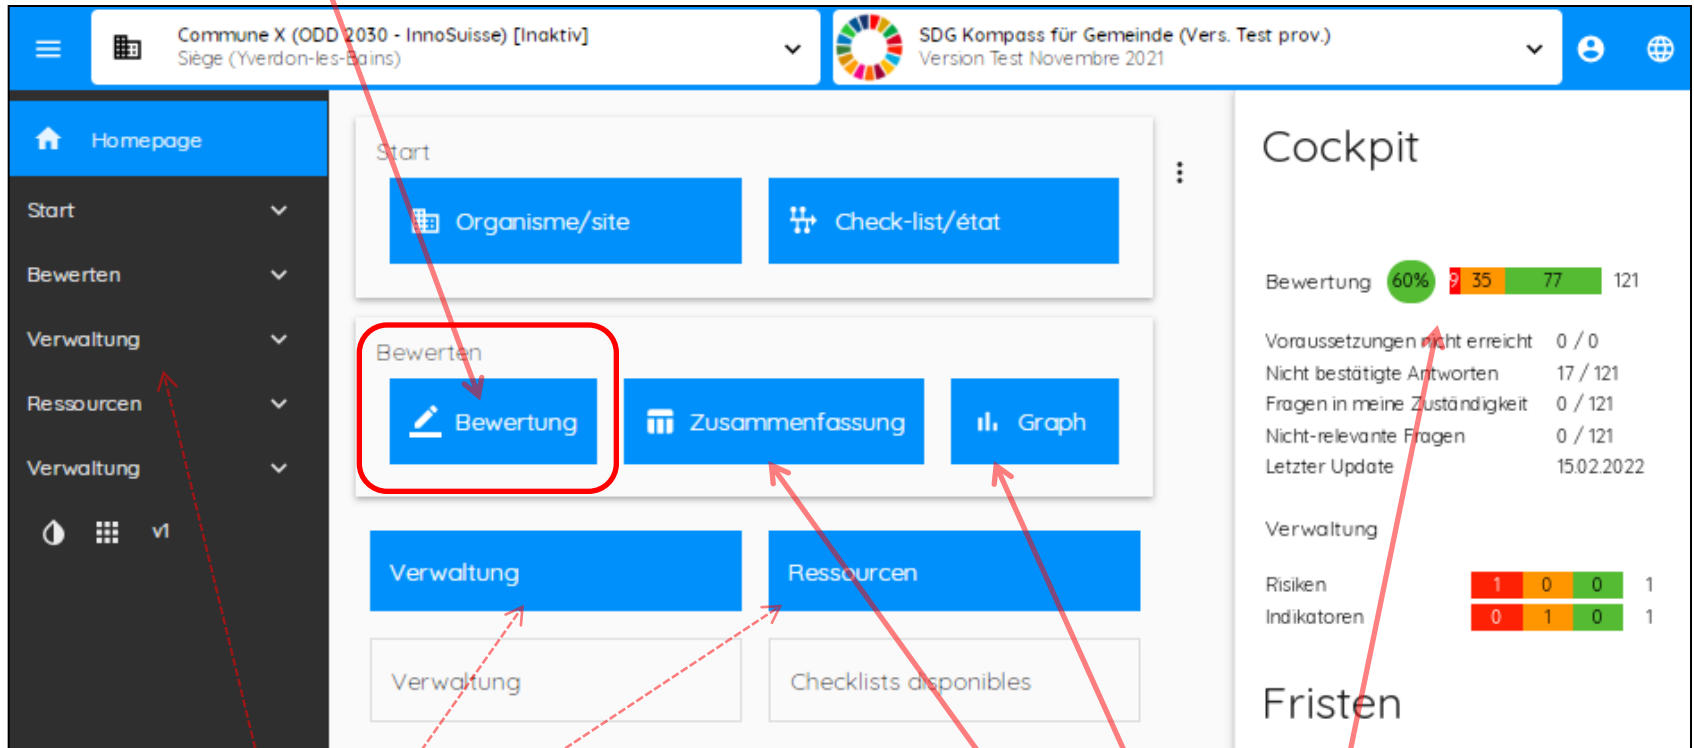 Commune X (ODD 2030 - InnoSuisse) [Inaktiv]
Siège (Yverdon-les-Bains)
SDG Kompass für Gemeinde (Vers. Test prov.)
Version Test Novembre 2021
Homepage
Start
Bewerten
Verwaltung
Ressourcen
Verwaltung
v1
Start
Organisme/site
Check-list/état
Bewerten
Bewertung
Zusammenfassung
Graph
Verwaltung
Ressourcen
Verwaltung
Checklists disponibles
Cockpit
Bewertung 60% 9 35 77 121
Voraussetzungen nicht erreicht 0 / 0
Nicht bestätigte Antworten 17 / 121
Fragen in meine Zuständigkeit 0 / 121
Nicht-relevante Fragen 0 / 121
Letzter Update 15.02.2022
Verwaltung
Risiken 1 0 0 1
Indikatoren 0 1 0 1
Fristen